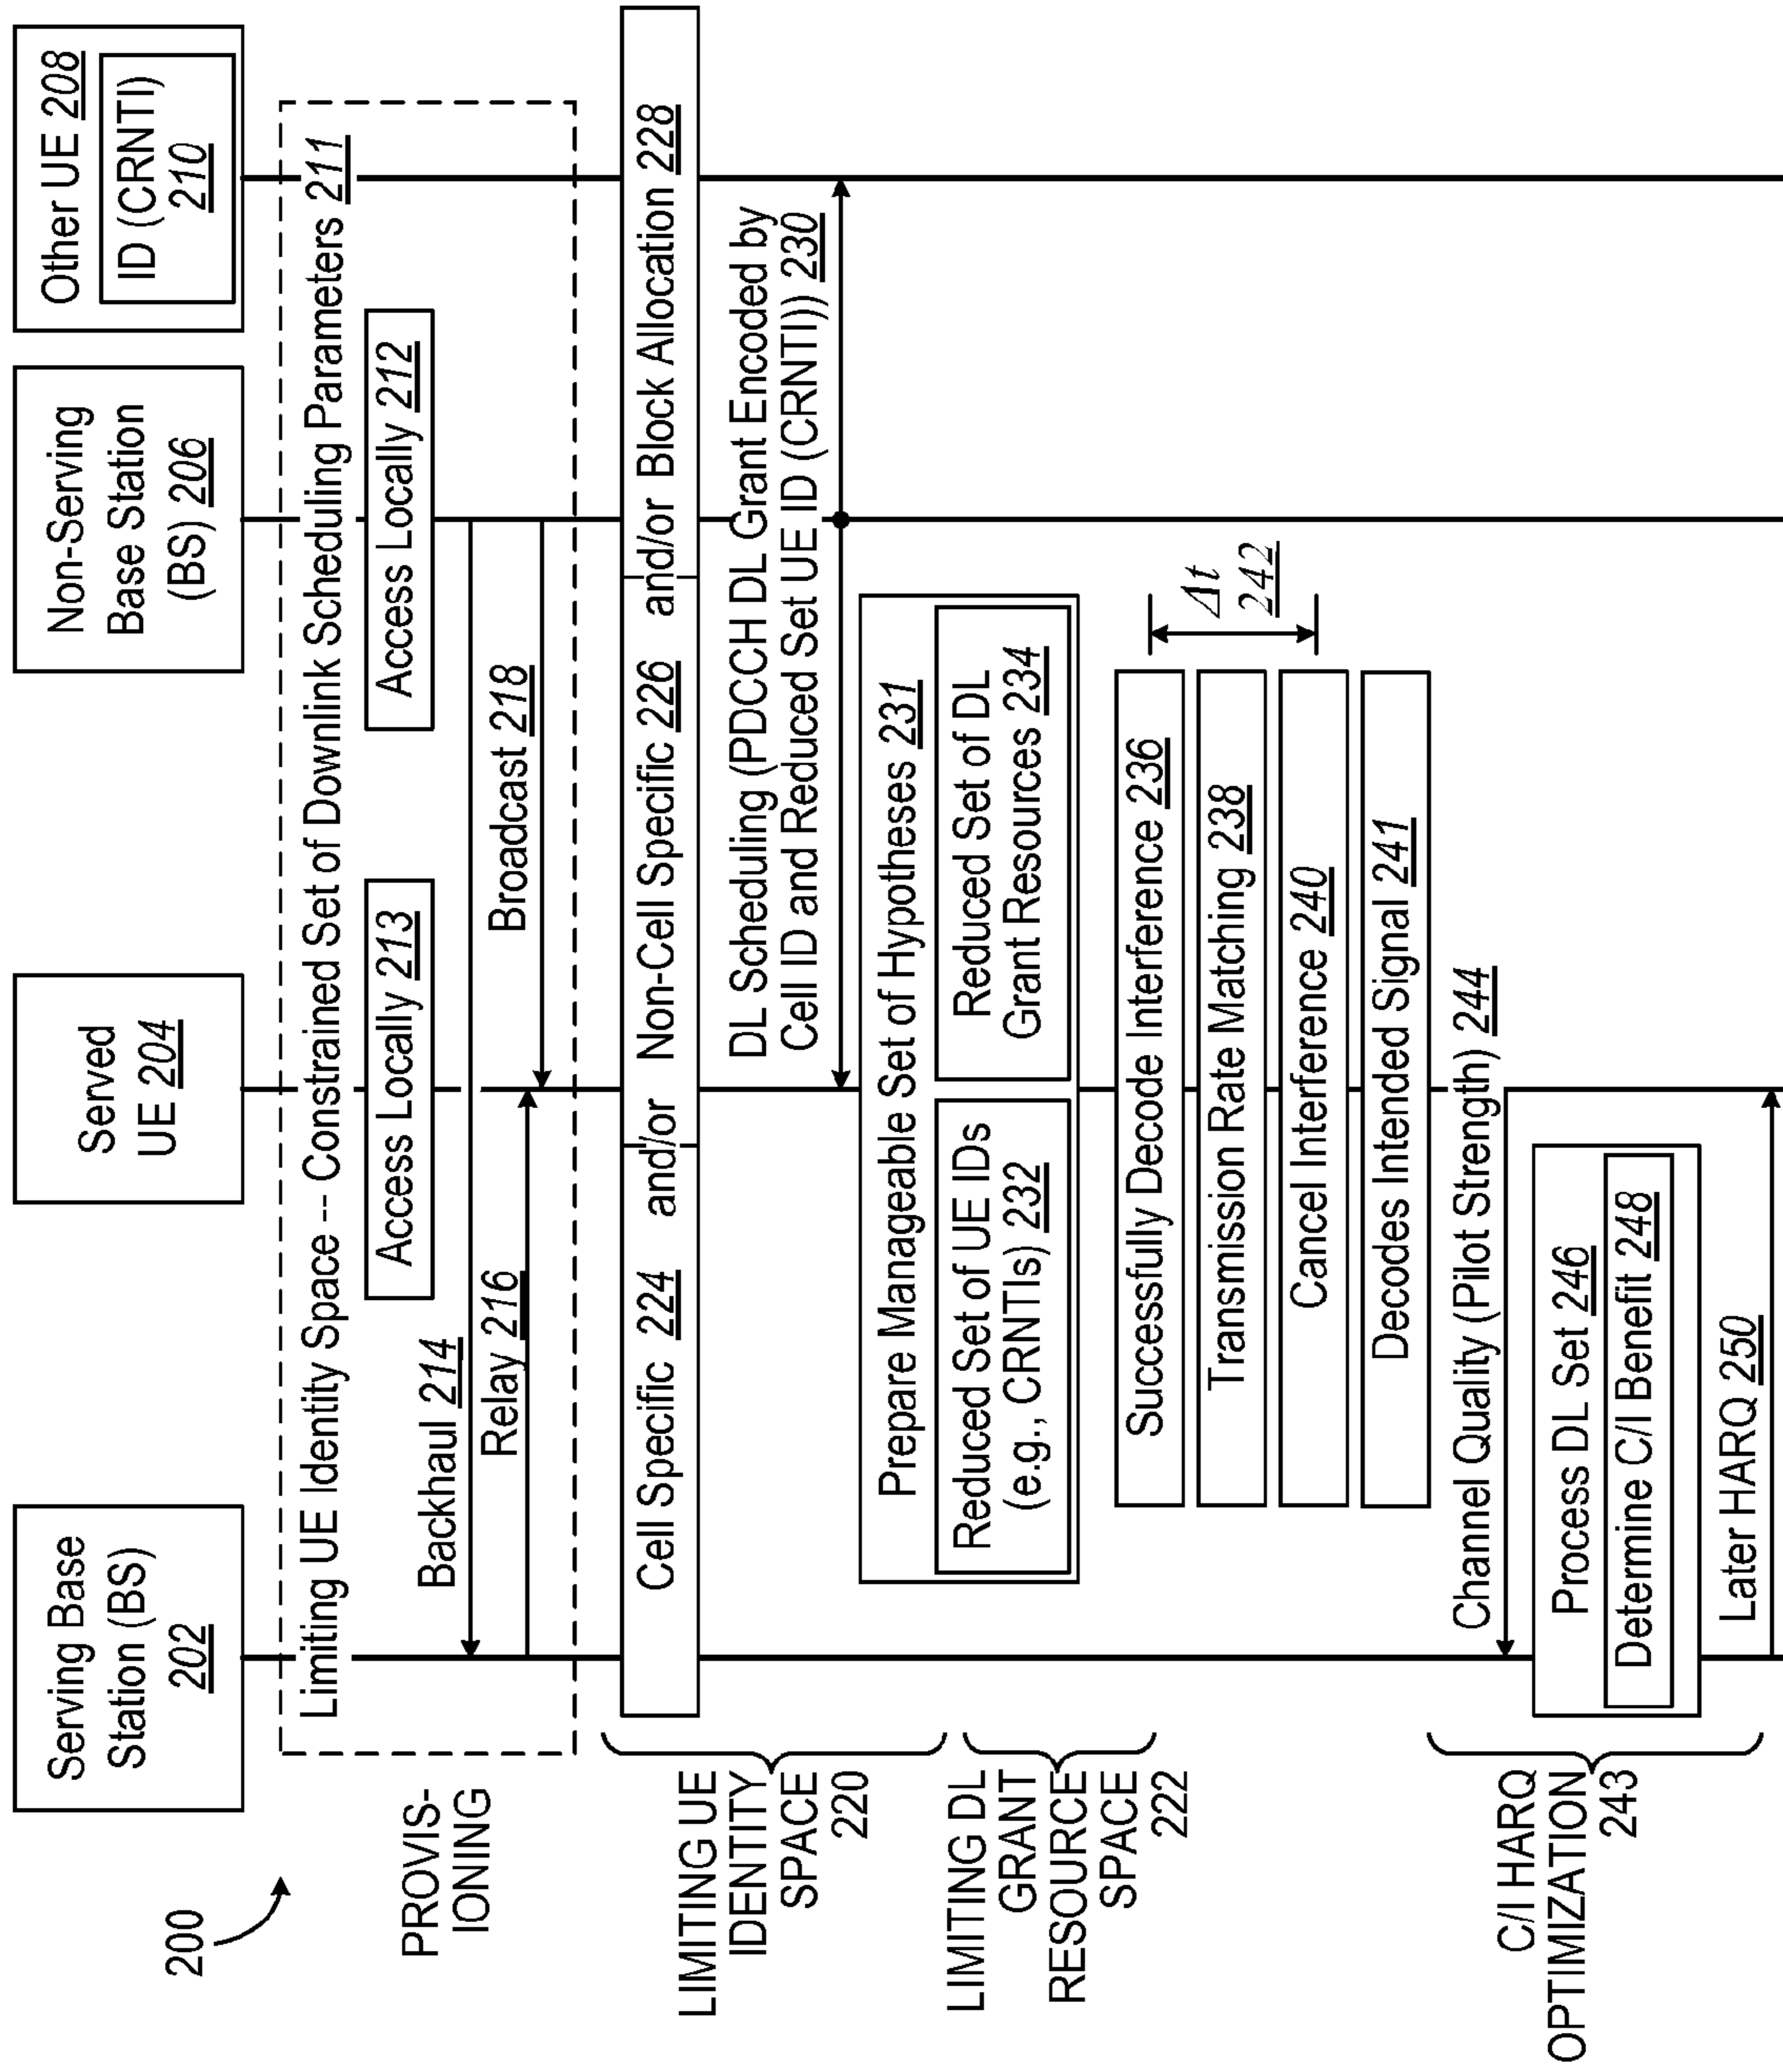 200
Serving Base
Station (BS)
202
Served
UE 204
Non-Serving
Base Station
(BS) 206
Other UE 208
ID (CRNTI)
210
PROVIS-
IONING
Limiting UE Identity Space -- Constrained Set of Downlink Scheduling Parameters 211
Access Locally 213
Access Locally 212
Backhaul 214
Relay 216
Broadcast 218
LIMITING UE
IDENTITY
SPACE
220
Cell Specific 224 and/or Non-Cell Specific 226 and/or Block Allocation 228
DL Scheduling (PDCCH DL Grant Encoded by
Cell ID and Reduced Set UE ID (CRNTI)) 230
LIMITING DL
GRANT
RESOURCE
SPACE
222
Prepare Manageable Set of Hypotheses 231
Reduced Set of UE IDs
(e.g., CRNTIs) 232
Reduced Set of DL
Grant Resources 234
Successfully Decode Interference 236
Transmission Rate Matching 238
Cancel Interference 240
Decodes Intended Signal 241
Δt
242
C/I HARQ
OPTIMIZATION
243
Channel Quality (Pilot Strength) 244
Process DL Set 246
Determine C/I Benefit 248
Later HARQ 250